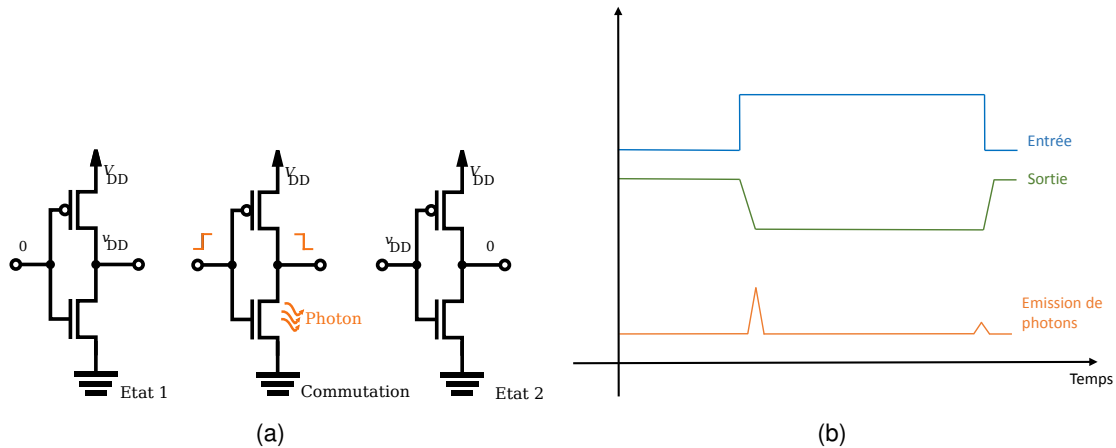 V
DD
0
v
DD
Etat 1
V
DD
Photon
Commutation
V
DD
v
DD
0
Etat 2
(a)
Entrée
Sortie
Emission de
photons
Temps
(b)